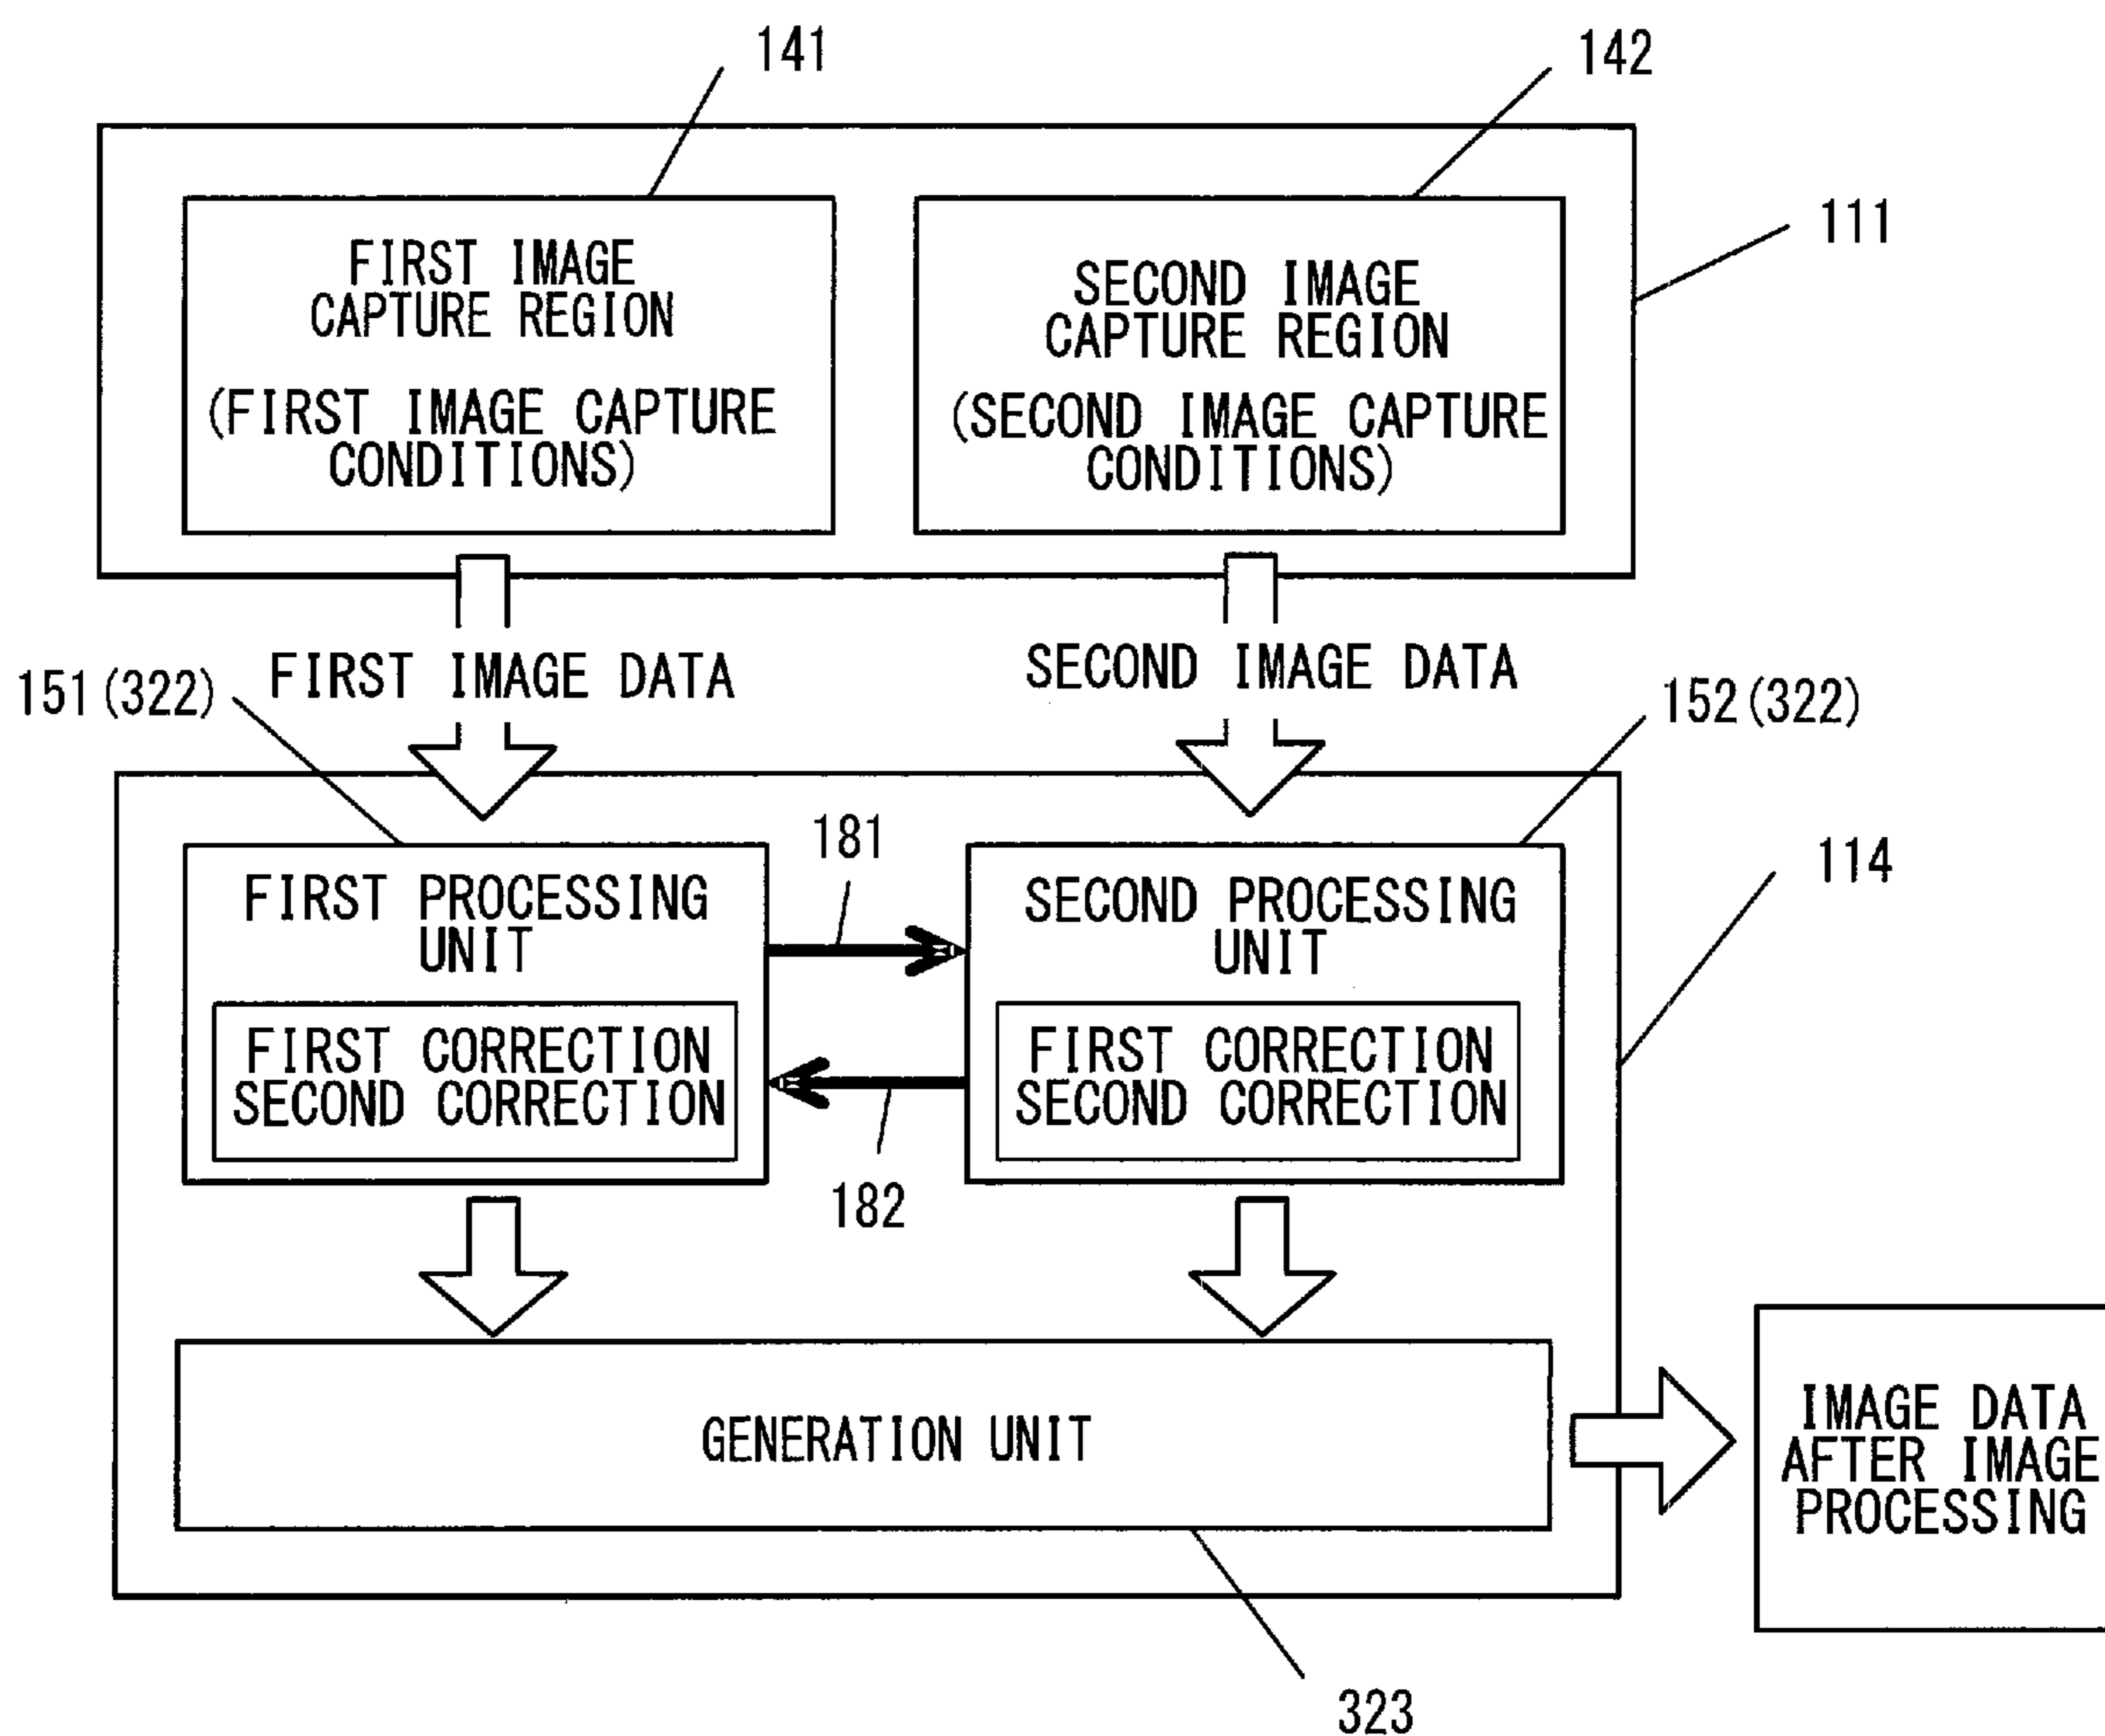 141
142
111
FIRST IMAGE
CAPTURE REGION
(FIRST IMAGE CAPTURE
CONDITIONS)
SECOND IMAGE
CAPTURE REGION
(SECOND IMAGE CAPTURE
CONDITIONS)
FIRST IMAGE DATA
SECOND IMAGE DATA
151(322)
152(322)
114
FIRST PROCESSING
UNIT
FIRST CORRECTION
SECOND CORRECTION
181
182
SECOND PROCESSING
UNIT
FIRST CORRECTION
SECOND CORRECTION
GENERATION UNIT
323
IMAGE DATA
AFTER IMAGE
PROCESSING